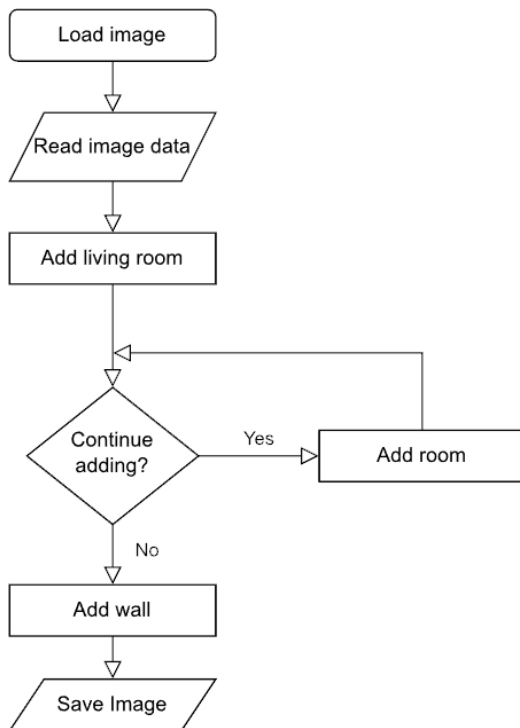 Load image
Read image data
Add living room
Continue
adding?
Yes
Add room
No
Add wall
Save Image